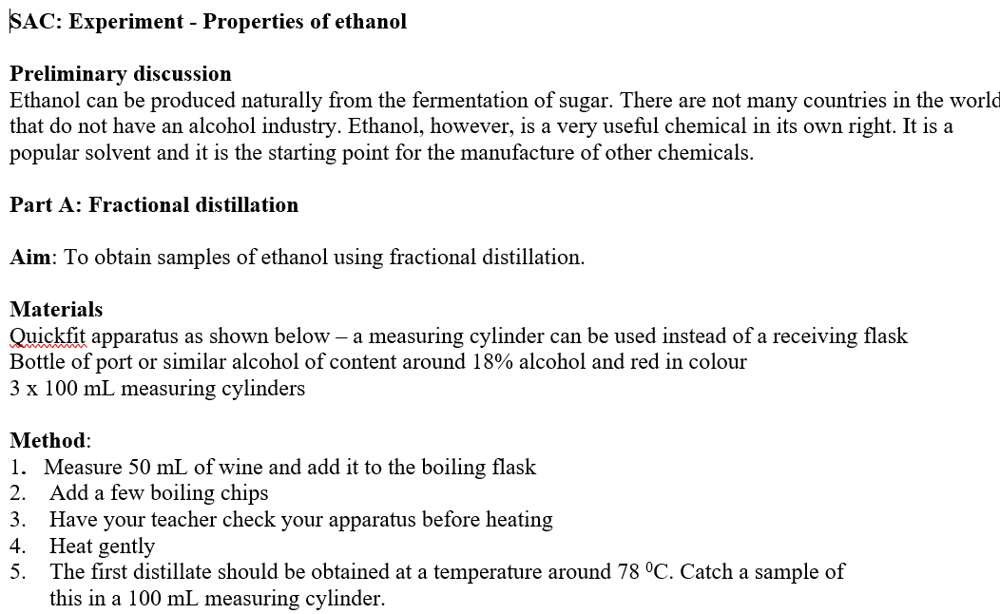 SAC: Experiment - Properties of ethanol
Preliminary discussion
Ethanol can be produced naturally from the fermentation of sugar. There are not many countries in the world
that do not have an alcohol industry. Ethanol, however, is a very useful chemical in its own right. It is a
popular solvent and it is the starting point for the manufacture of other chemicals.
Part A: Fractional distillation
Aim: To obtain samples of ethanol using fractional distillation.
Materials
Quickfit apparatus as shown below – a measuring cylinder can be used instead of a receiving flask
Bottle of port or similar alcohol of content around 18% alcohol and red in colour
3 x 100 mL measuring cylinders
Method:
1. Measure 50 mL of wine and add it to the boiling flask
2. Add a few boiling chips
3. Have your teacher check your apparatus before heating
4. Heat gently
5. The first distillate should be obtained at a temperature around 78 ⁰C. Catch a sample of
this in a 100 mL measuring cylinder.